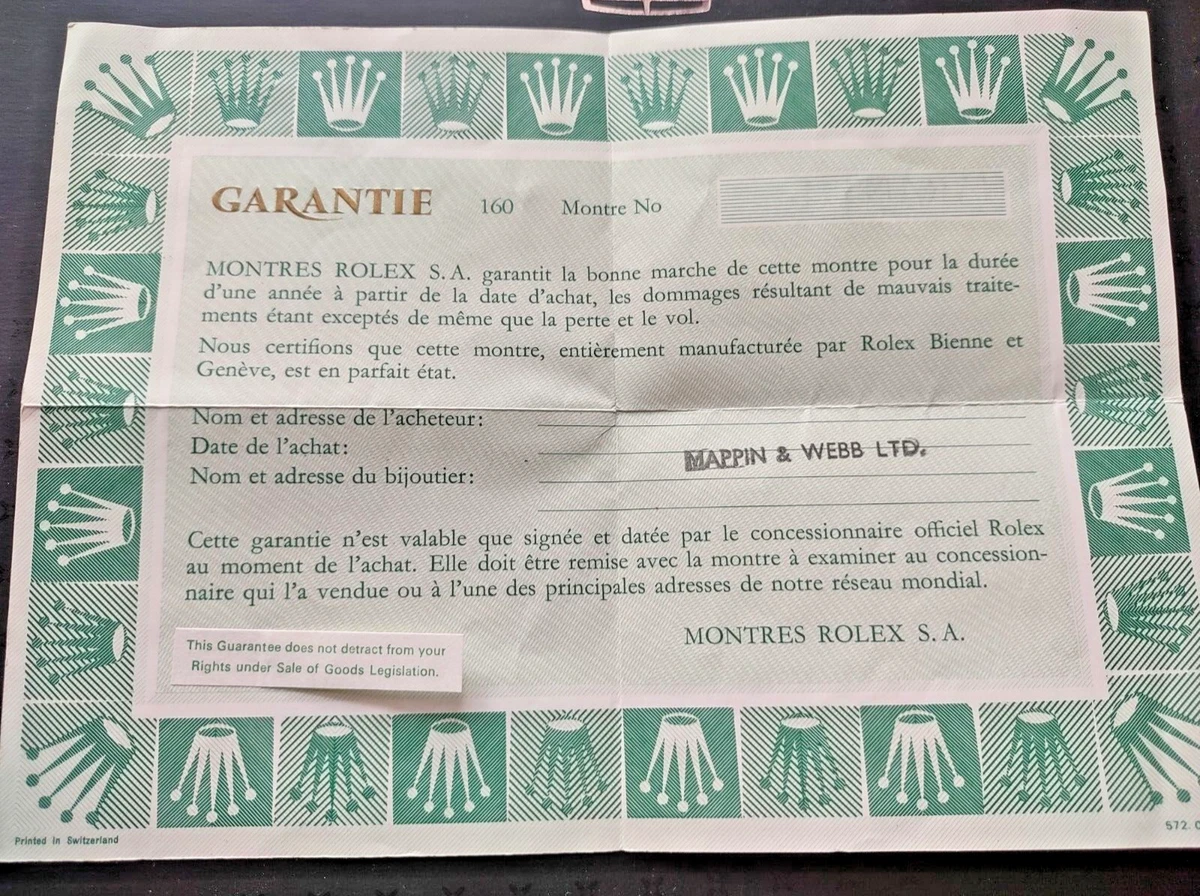 GARANTIE 160 Montre No
MONTRES ROLEX S.A. garantit la bonne marche de cette montre pour la durée
d'une année à partir de la date d'achat, les dommages résultant de mauvais traite-
ments étant exceptés de même que la perte et le vol.
Nous certifions que cette montre, entièrement manufacturée par Rolex Bienne et
Genève, est en parfait état.
Nom et adresse de l'acheteur:
Date de l'achat:
MAPPIN & WEBB LTD.
Nom et adresse du bijoutier:
Cette garantie n'est valable que signée et datée par le concessionnaire officiel Rolex
au moment de l'achat. Elle doit être remise avec la montre à examiner au concession-
naire qui l'a vendue ou à l'une des principales adresses de notre réseau mondial.
MONTRES ROLEX S.A.
This Guarantee does not detract from your
Rights under Sale of Goods Legislation.
Printed in Switzerland
572.